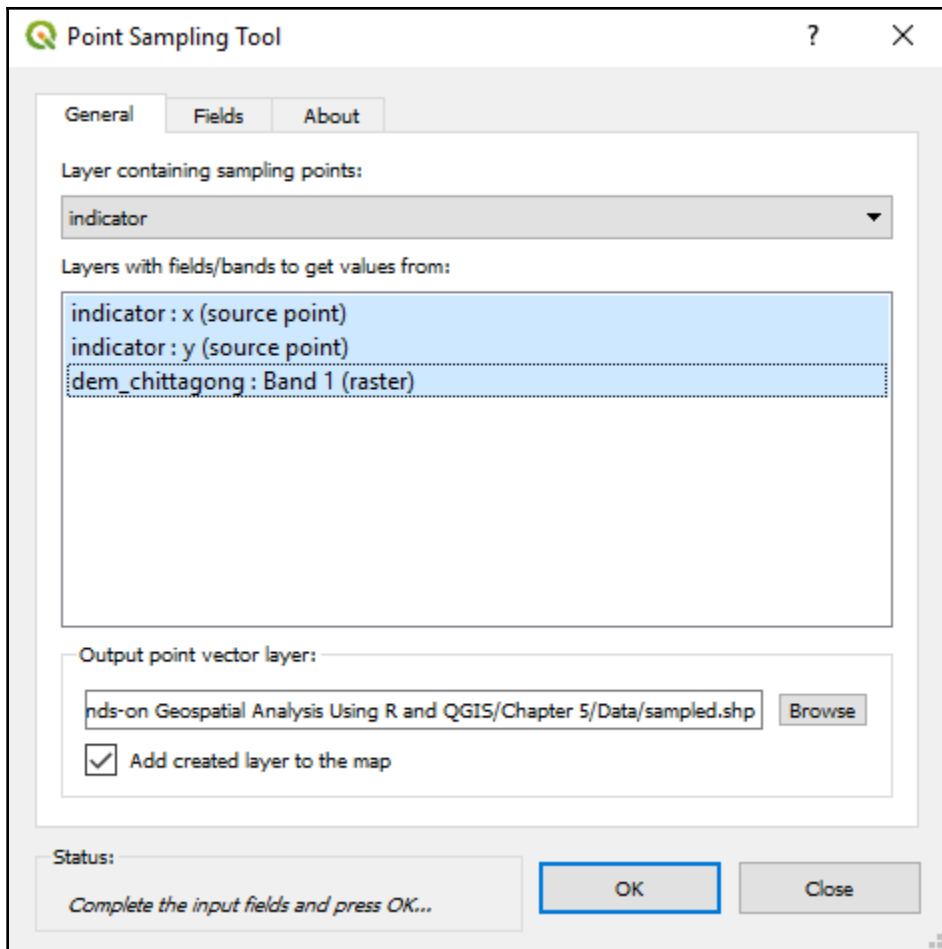 Point Sampling Tool ?
General Fields About
Layer containing sampling points:
indicator
Layers with fields/bands to get values from:
indicator : x (source point)
indicator : y (source point)
dem_chittagong : Band 1 (raster)
Output point vector layer:
nds-on Geospatial Analysis Using R and QGIS/Chapter 5/Data/sampled.shp Browse
Add created layer to the map
Status:
Complete the input fields and press OK... OK Close